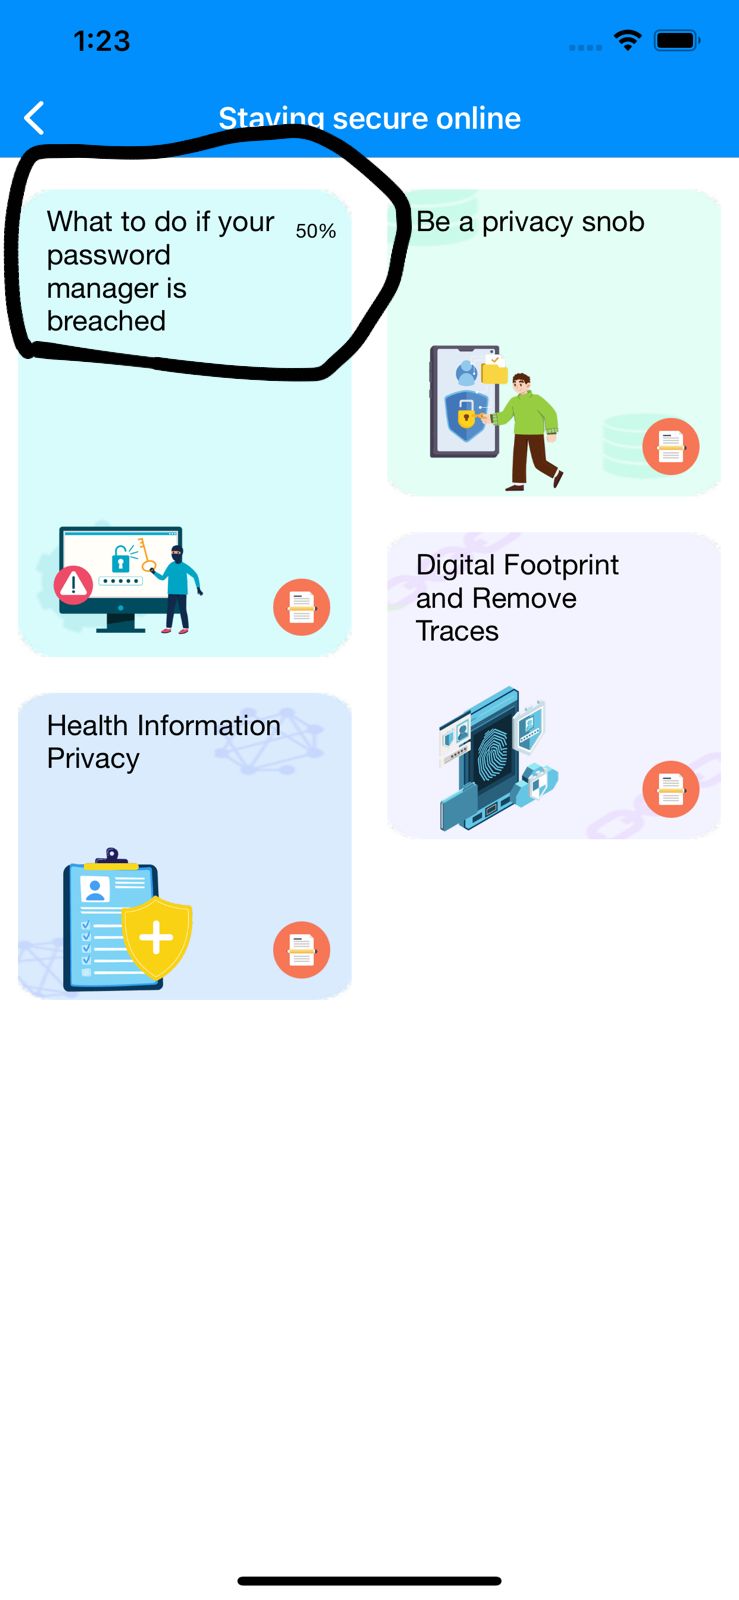 1:23
Staying secure online
What to do if your
50%
password
manager is
breached
Be a privacy snob
Digital Footprint
and Remove
Traces
Health Information
Privacy